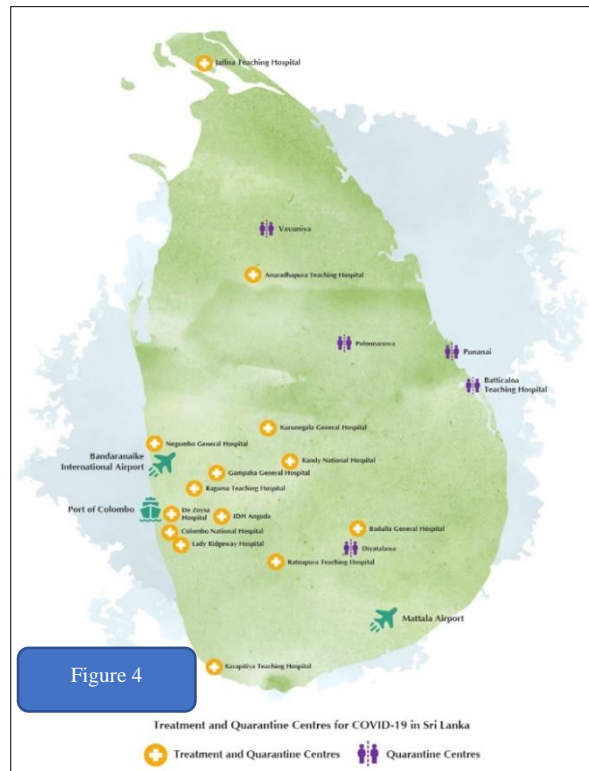 Jaffna Teaching Hospital
Vavuniya
Anuradhapura Teaching Hospital
Polonnaruwa
Punanai
Batticaloa
Teaching Hospital
Kurunegala General Hospital
Negombo General Hospital
Bandaranaike
International Airport
Kandy National Hospital
Gampaha General Hospital
Ragama Teaching Hospital
Port of Colombo
De Zoyza
Hospital
IDH Angoda
Colombo National Hospital
Badulla General Hospital
Lady Ridgeway Hospital
Diyatalawa
Ratnapura Teaching Hospital
Mattala Airport
Karapitiya Teaching Hospital
Figure 4
Treatment and Quarantine Centres for COVID-19 in Sri Lanka
Treatment and Quarantine Centres
Quarantine Centres